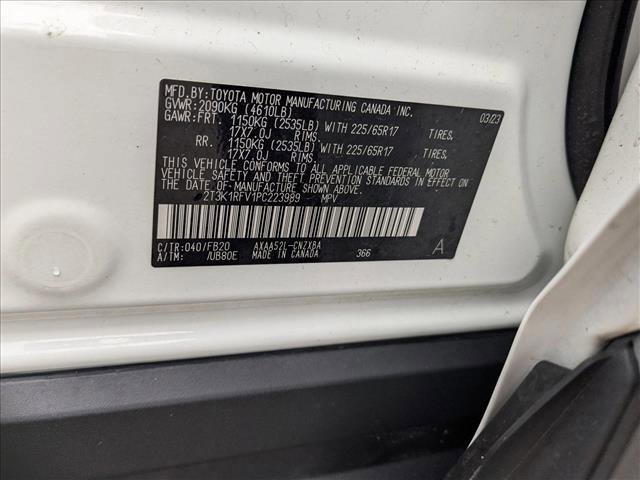 MFD.BY:TOYOTA MOTOR MANUFACTURING CANADA INC.
GVWR:2090KG (4610LB) 03/23
GAWR:FRT. 1150KG (2535LB) WITH 225/65R17 TIRES,
17X7.0J RIMS.
RR. 1150KG (2535LB) WITH 225/65R17 TIRES,
17X7.0J RIMS.
THIS VEHICLE CONFORMS TO ALL APPLICABLE FEDERAL MOTOR
VEHICLE SAFETY, BUMPER, AND THEFT PREVENTION STANDARDS IN EFFECT
ON THE DATE OF MANUFACTURE SHOWN ABOVE.
2T3K1RFV1PC223989 MPV
C/TR:040/FB20 AXAA52L-CNZXBA A
A/TM: /UB80E MADE IN CANADA 366